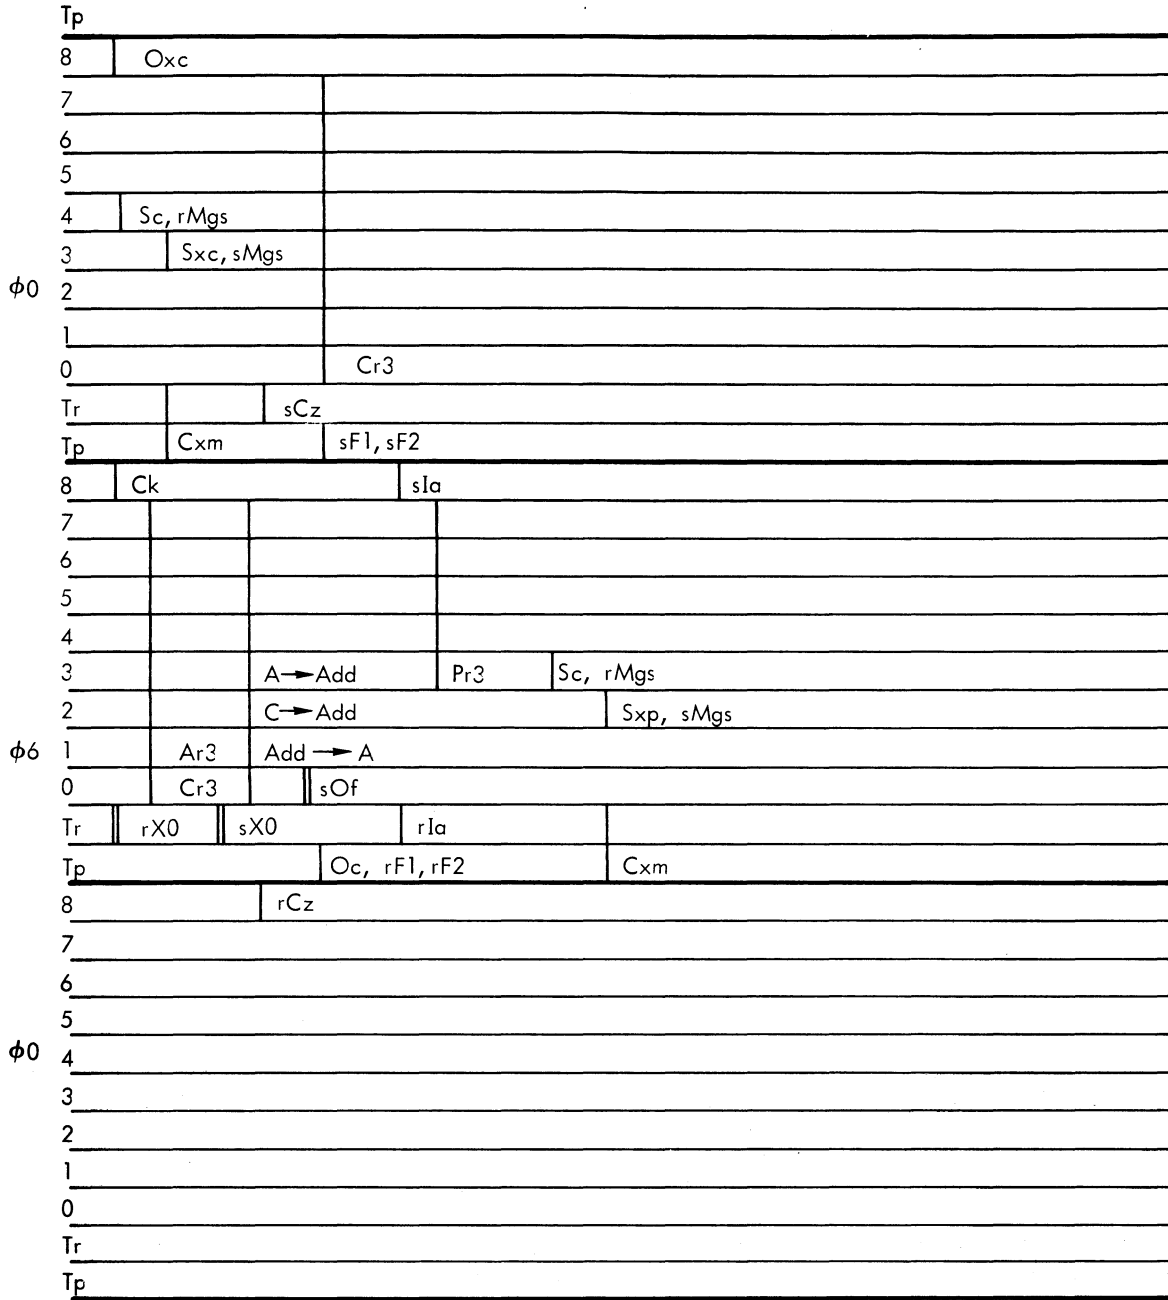 Tp
8 Oxc
7
6
5
4 Sc, rMgs
3 Sxc, sMgs
ϕ0 2
1
0 Cr3
Tr sCz
Tp Cxm sF1, sF2
8 Ck sIa
7
6
5
4
3 A→Add Pr3 Sc, rMgs
2 C→Add Sxp, sMgs
ϕ6 1 Ar3 Add→A
0 Cr3 sOf
Tr rX0 sX0 rIa
Tp Oc, rF1, rF2 Cxm
8 rCz
7
6
5
ϕ0 4
3
2
1
0
Tr
Tp